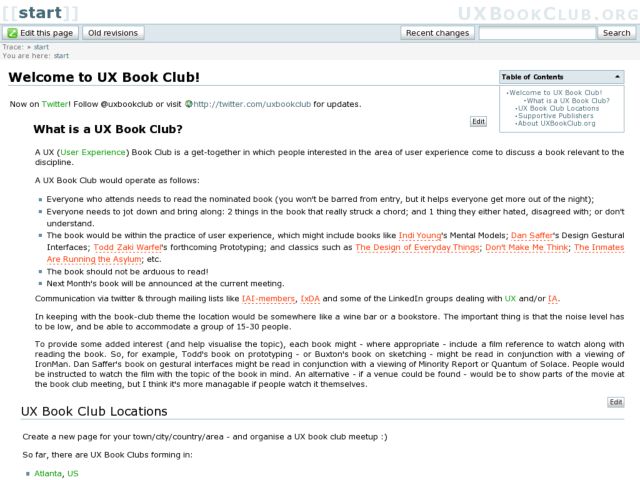 [[start]]
UXBookClub.org
Edit this page
Old revisions
Recent changes
Search
Trace: » start
You are here: start
Welcome to UX Book Club!
Table of Contents
Welcome to UX Book Club!
What is a UX Book Club?
UX Book Club Locations
Supportive Publishers
About UXBookClub.org
Now on Twitter! Follow @uxbookclub or visit http://twitter.com/uxbookclub for updates.
Edit
What is a UX Book Club?
A UX (User Experience) Book Club is a get-together in which people interested in the area of user experience come to discuss a book relevant to the
discipline.
A UX Book Club would operate as follows:
Everyone who attends needs to read the nominated book (you won't be barred from entry, but it helps everyone get more out of the night);
Everyone needs to jot down and bring along: 2 things in the book that really struck a chord; and 1 thing they either hated, disagreed with; or don't
understand.
The book would be within the practice of user experience, which might include books like Indi Young's Mental Models; Dan Saffer's Design Gestural
Interfaces; Todd Zaki Warfel's forthcoming Prototyping; and classics such as The Design of Everyday Things; Don't Make Me Think; The Inmates
Are Running the Asylum; etc.
The book should not be arduous to read!
Next Month's book will be announced at the current meeting.
Communication via twitter & through mailing lists like IAI-members, IxDA and some of the LinkedIn groups dealing with UX and/or IA.
In keeping with the book-club theme the location would be somewhere like a wine bar or a bookstore. The important thing is that the noise level has
to be low, and be able to accommodate a group of 15-30 people.
To provide some added interest (and help visualise the topic), each book might - where appropriate - include a film reference to watch along with
reading the book. So, for example, Todd's book on prototyping - or Buxton's book on sketching - might be read in conjunction with a viewing of
IronMan. Dan Saffer's book on gestural interfaces might be read in conjunction with a viewing of Minority Report or Quantum of Solace. People would
be instructed to watch the film with the topic of the book in mind. An alternative - if a venue could be found - would be to show parts of the movie at
the book club meeting, but I think it's more managable if people watch it themselves.
Edit
UX Book Club Locations
Create a new page for your town/city/country/area - and organise a UX book club meetup :)
So far, there are UX Book Clubs forming in:
Atlanta, US